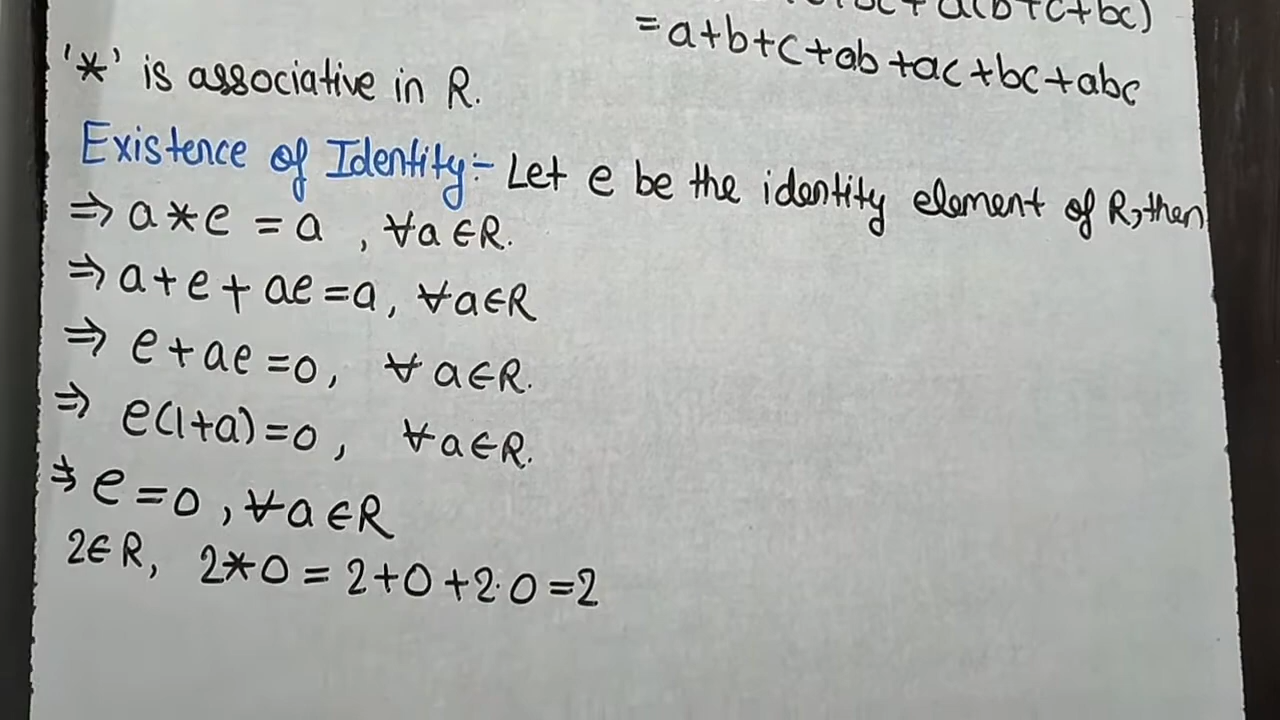 + a(b+c+bc)
= a+b+c+ab+ac+bc+abc
'*' is associative in R.
Existence of Identity:- Let e be the identity element of R, then
⇒ a*e = a , ∀a∈R.
⇒ a+e+ae=a, ∀a∈R
⇒ e+ae=0, ∀a∈R.
⇒ e(1+a)=0, ∀a∈R.
⇒ e=0, ∀a∈R
2∈R, 2*0 = 2+0+2·0=2